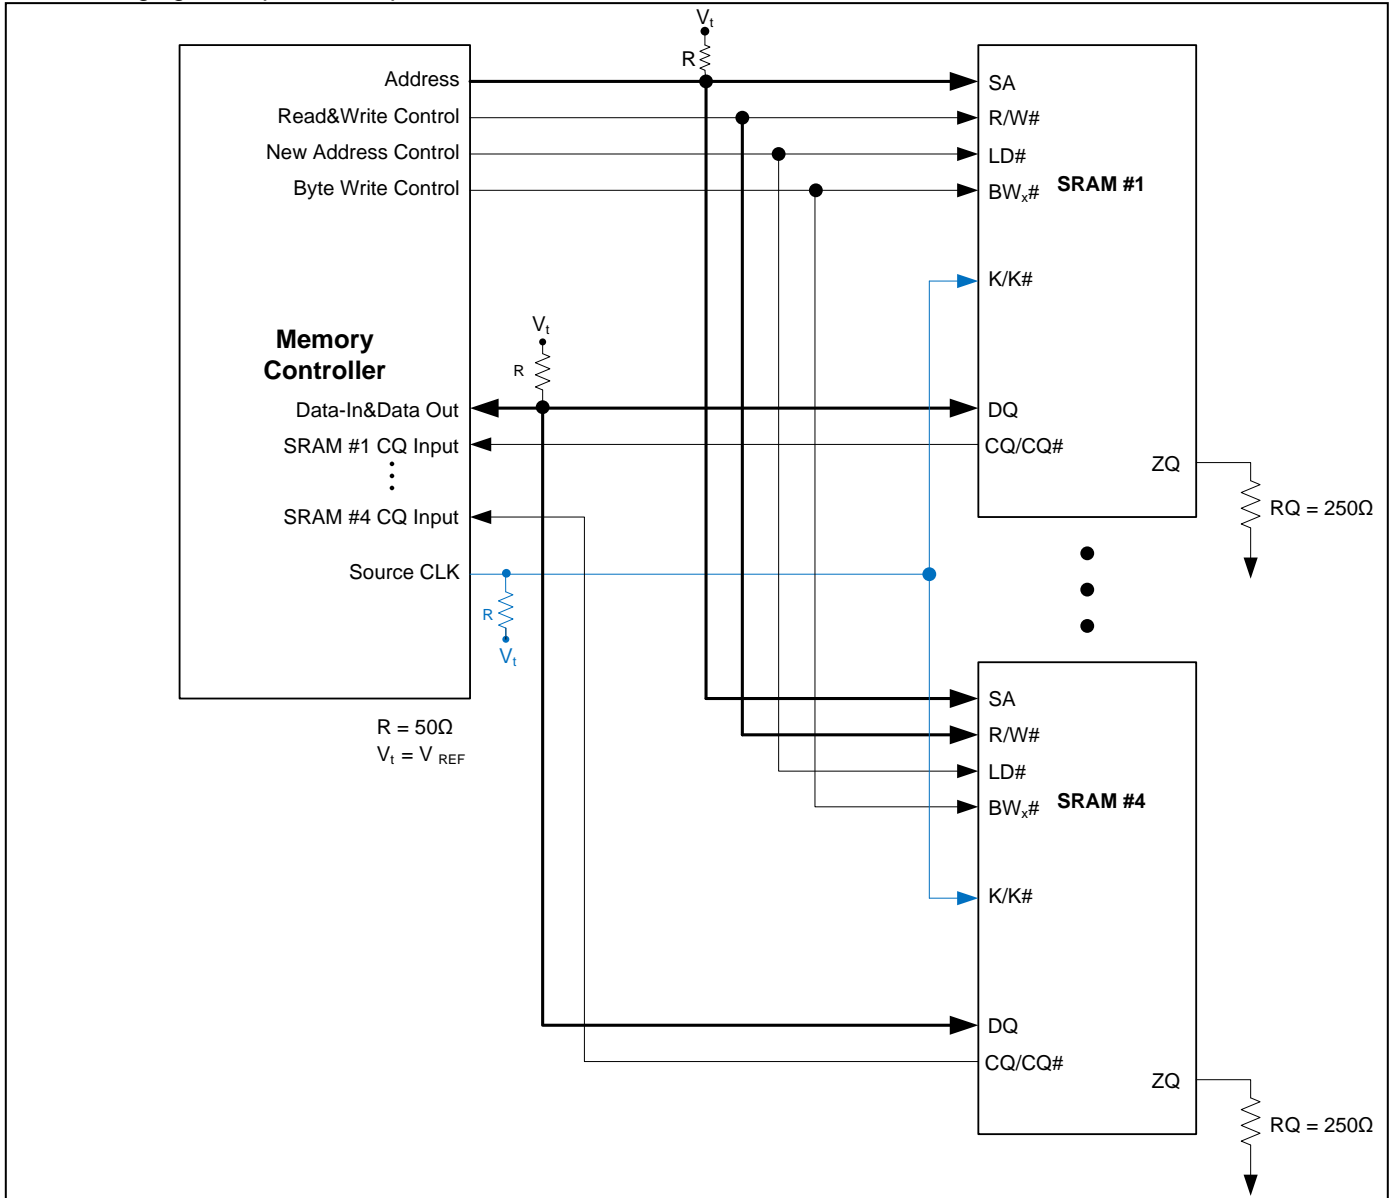 Vt
R
Address
Read&Write Control
New Address Control
Byte Write Control
SA
R/W#
LD#
BWx#
SRAM #1
K/K#
Vt
R
Memory
Controller
Data-In&Data Out
SRAM #1 CQ Input
SRAM #4 CQ Input
Source CLK
DQ
CQ/CQ#
ZQ
RQ = 250Ω
R
Vt
R = 50Ω
Vt = V REF
SA
R/W#
LD#
BWx#
SRAM #4
K/K#
DQ
CQ/CQ#
ZQ
RQ = 250Ω